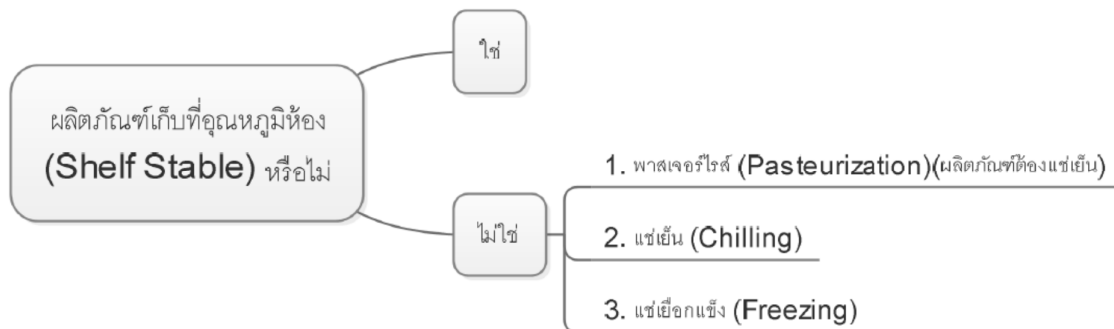 ใช่
ผลิตภัณฑ์เก็บที่อุณหภูมิห้อง
(Shelf Stable) หรือไม่
ไม่ใช่
1. พาสเจอร์ไรส์ (Pasteurization)(ผลิตภัณฑ์ต้องแช่เย็น)
2. แช่เย็น (Chilling)
3. แช่เยือกแข็ง (Freezing)